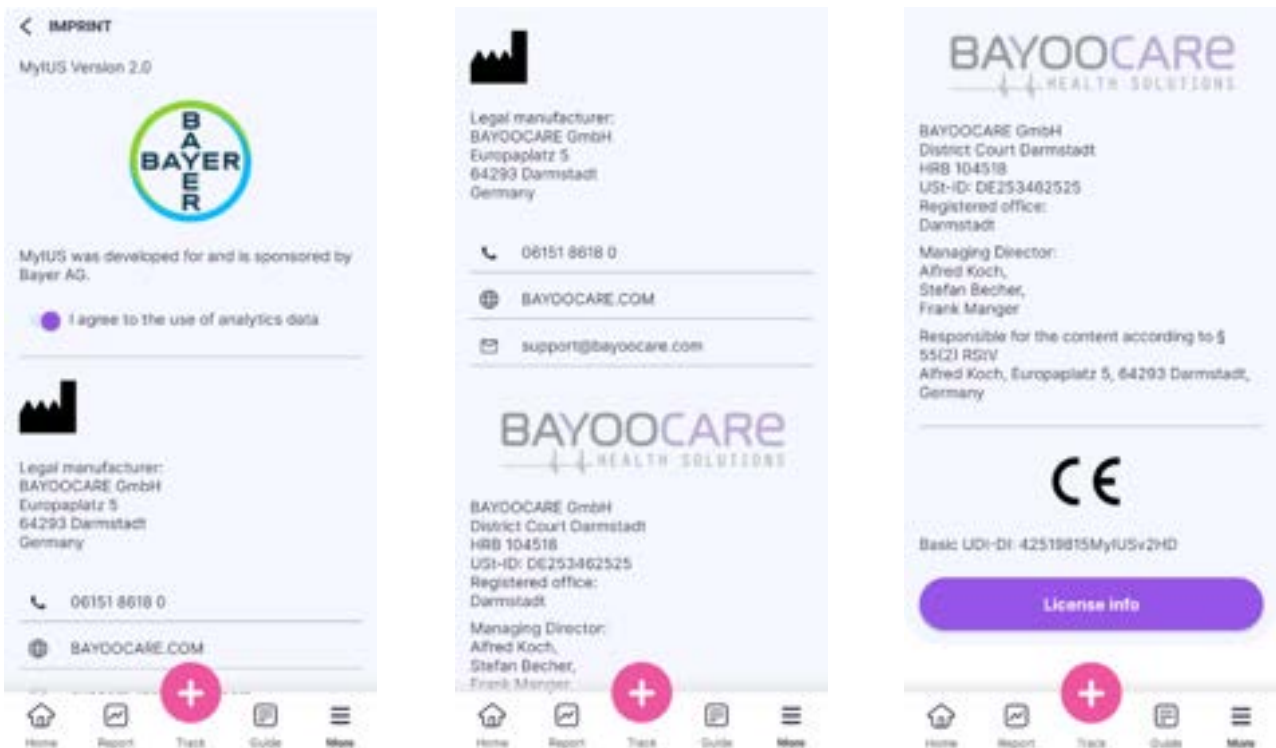 IMPRINT
MyIUS Version 2.0
BAYER
BAYER
MyIUS was developed for and is sponsored by
Bayer AG.
I agree to the use of analytics data
Legal manufacturer:
BAYOOCARE GmbH
Europaplatz 5
64293 Darmstadt
Germany
06151 8618 0
BAYOOCARE.COM
Home Report Track Guide More
Legal manufacturer:
BAYOOCARE GmbH
Europaplatz 5
64293 Darmstadt
Germany
06151 8618 0
BAYOOCARE.COM
support@bayoocare.com
BAYOOCARE
HEALTH SOLUTIONS
BAYOOCARE GmbH
District Court Darmstadt
HRB 104518
USt-ID: DE253462525
Registered office:
Darmstadt
Managing Director:
Alfred Koch,
Stefan Becher,
Frank Manger
Home Report Track Guide More
BAYOOCARE
HEALTH SOLUTIONS
BAYOOCARE GmbH
District Court Darmstadt
HRB 104518
USt-ID: DE253462525
Registered office:
Darmstadt
Managing Director:
Alfred Koch,
Stefan Becher,
Frank Manger
Responsible for the content according to §
55(2) RStV
Alfred Koch, Europaplatz 5, 64293 Darmstadt,
Germany
CE
Basic UDI-DI: 42519815MyIUSv2HD
License info
Home Report Track Guide More